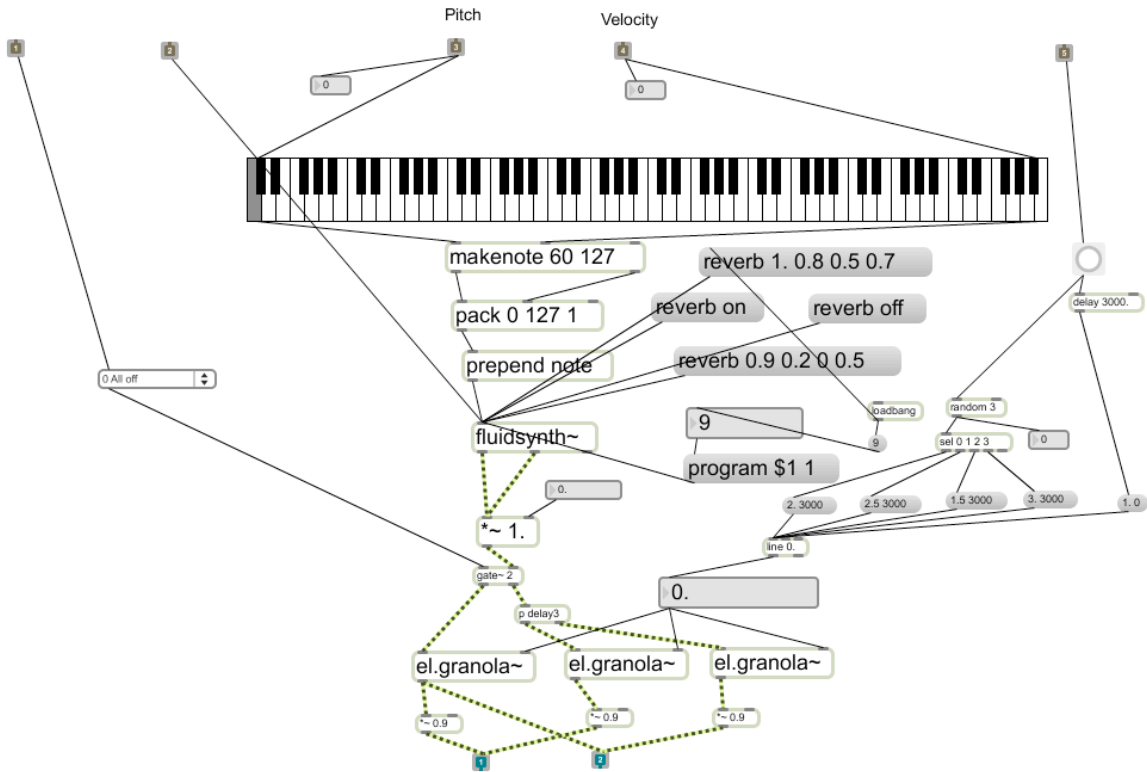 Pitch
Velocity
1
2
3
4
5
0
0
makenote 60 127
reverb 1. 0.8 0.5 0.7
pack 0 127 1
reverb on
reverb off
delay 3000.
prepend note
reverb 0.9 0.2 0 0.5
0 All off
fluidsynth~
9
loadbang
random 3
9
sel 0 1 2 3
0
program $1 1
0.
2. 3000
2.5 3000
1.5 3000
3. 3000
1. 0
*~ 1.
line 0.
gate~ 2
0.
p delay3
el.granola~
el.granola~
el.granola~
*~ 0.9
*~ 0.9
*~ 0.9
1
2